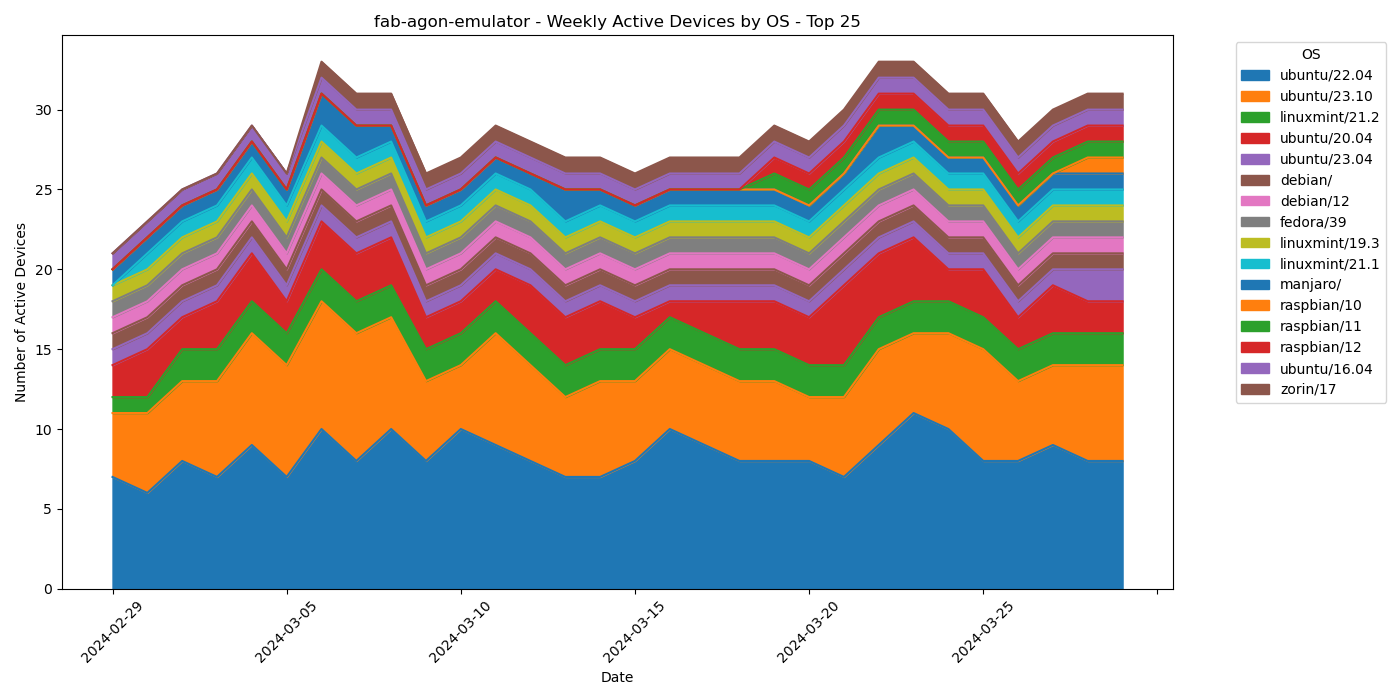 fab-agon-emulator - Weekly Active Devices by OS - Top 25
Number of Active Devices
30
25
20
15
10
5
0
2024-02-29
2024-03-05
2024-03-10
2024-03-15
2024-03-20
2024-03-25
Date
OS
ubuntu/22.04
ubuntu/23.10
linuxmint/21.2
ubuntu/20.04
ubuntu/23.04
debian/
debian/12
fedora/39
linuxmint/19.3
linuxmint/21.1
manjaro/
raspbian/10
raspbian/11
raspbian/12
ubuntu/16.04
zorin/17